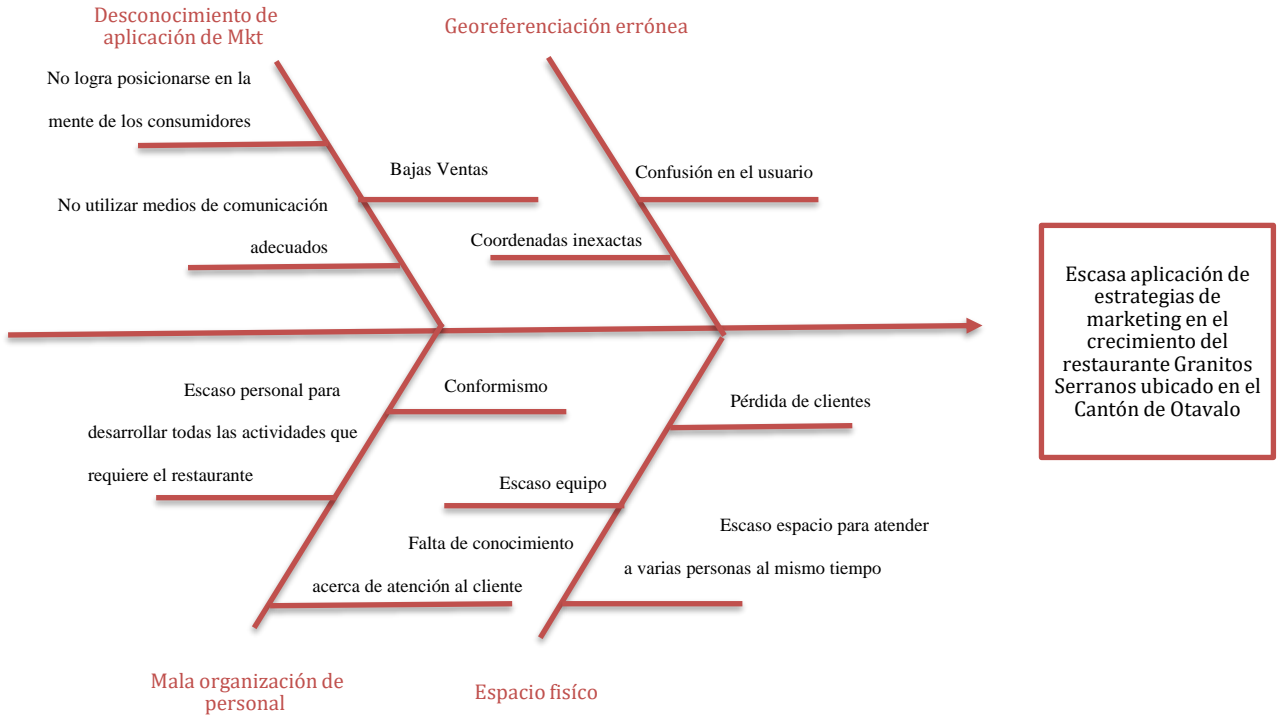 Desconocimiento de
aplicación de Mkt
Georeferenciación errónea
No logra posicionarse en la
mente de los consumidores
Bajas Ventas
Confusión en el usuario
No utilizar medios de comunicación
adecuados
Coordenadas inexactas
Escasa aplicación de
estrategias de
marketing en el
crecimiento del
restaurante Granitos
Serranos ubicado en el
Cantón de Otavalo
Escaso personal para
desarrollar todas las actividades que
requiere el restaurante
Conformismo
Pérdida de clientes
Escaso equipo
Falta de conocimiento
acerca de atención al cliente
Escaso espacio para atender
a varias personas al mismo tiempo
Mala organización de
personal
Espacio fisíco